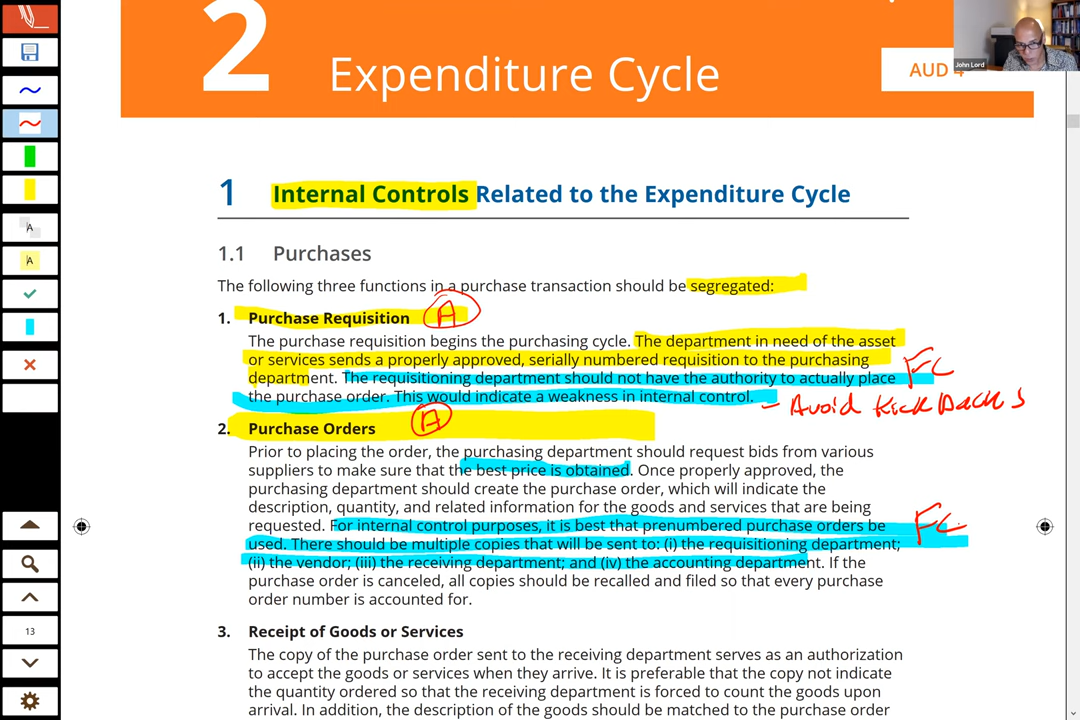 2
Expenditure Cycle
AUD 4
John Lord
1 Internal Controls Related to the Expenditure Cycle
1.1 Purchases
The following three functions in a purchase transaction should be segregated:
1. Purchase Requisition A
The purchase requisition begins the purchasing cycle. The department in need of the asset
or services sends a properly approved, serially numbered requisition to the purchasing
department. The requisitioning department should not have the authority to actually place FC
the purchase order. This would indicate a weakness in internal control. - Avoid KickBacks
2. Purchase Orders A
Prior to placing the order, the purchasing department should request bids from various
suppliers to make sure that the best price is obtained. Once properly approved, the
purchasing department should create the purchase order, which will indicate the
description, quantity, and related information for the goods and services that are being
requested. For internal control purposes, it is best that prenumbered purchase orders be FC
used. There should be multiple copies that will be sent to: (i) the requisitioning department;
(ii) the vendor; (iii) the receiving department; and (iv) the accounting department. If the
purchase order is canceled, all copies should be recalled and filed so that every purchase
order number is accounted for.
3. Receipt of Goods or Services
The copy of the purchase order sent to the receiving department serves as an authorization
to accept the goods or services when they arrive. It is preferable that the copy not indicate
the quantity ordered so that the receiving department is forced to count the goods upon
arrival. In addition, the description of the goods should be matched to the purchase order
A
A
13